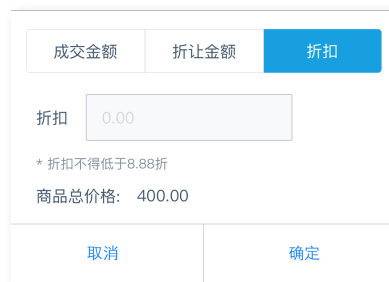 成交金额 折让金额 折扣
折扣 0.00
* 折扣不得低于8.88折
商品总价格: 400.00
取消 确定